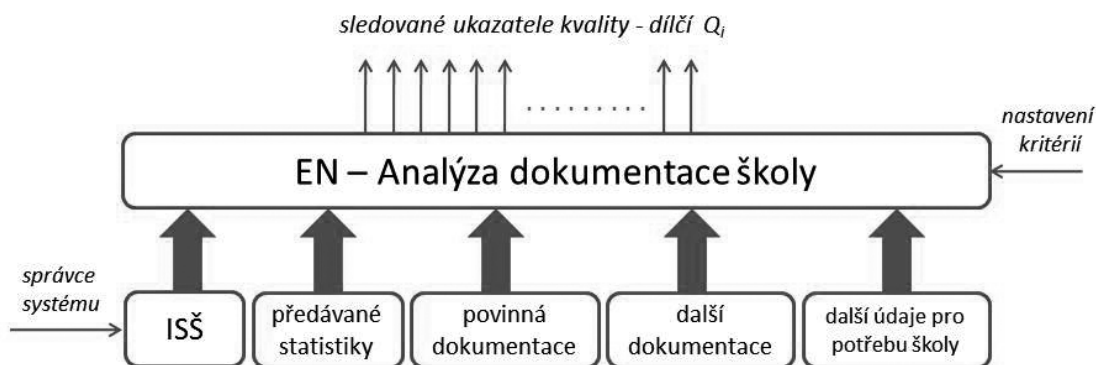 sledované ukazatele kvality - dílčí Qi
nastavení
kritérií
EN – Analýza dokumentace školy
správce
systému
ISŠ
předávané
statistiky
povinná
dokumentace
další
dokumentace
další údaje pro
potřebu školy